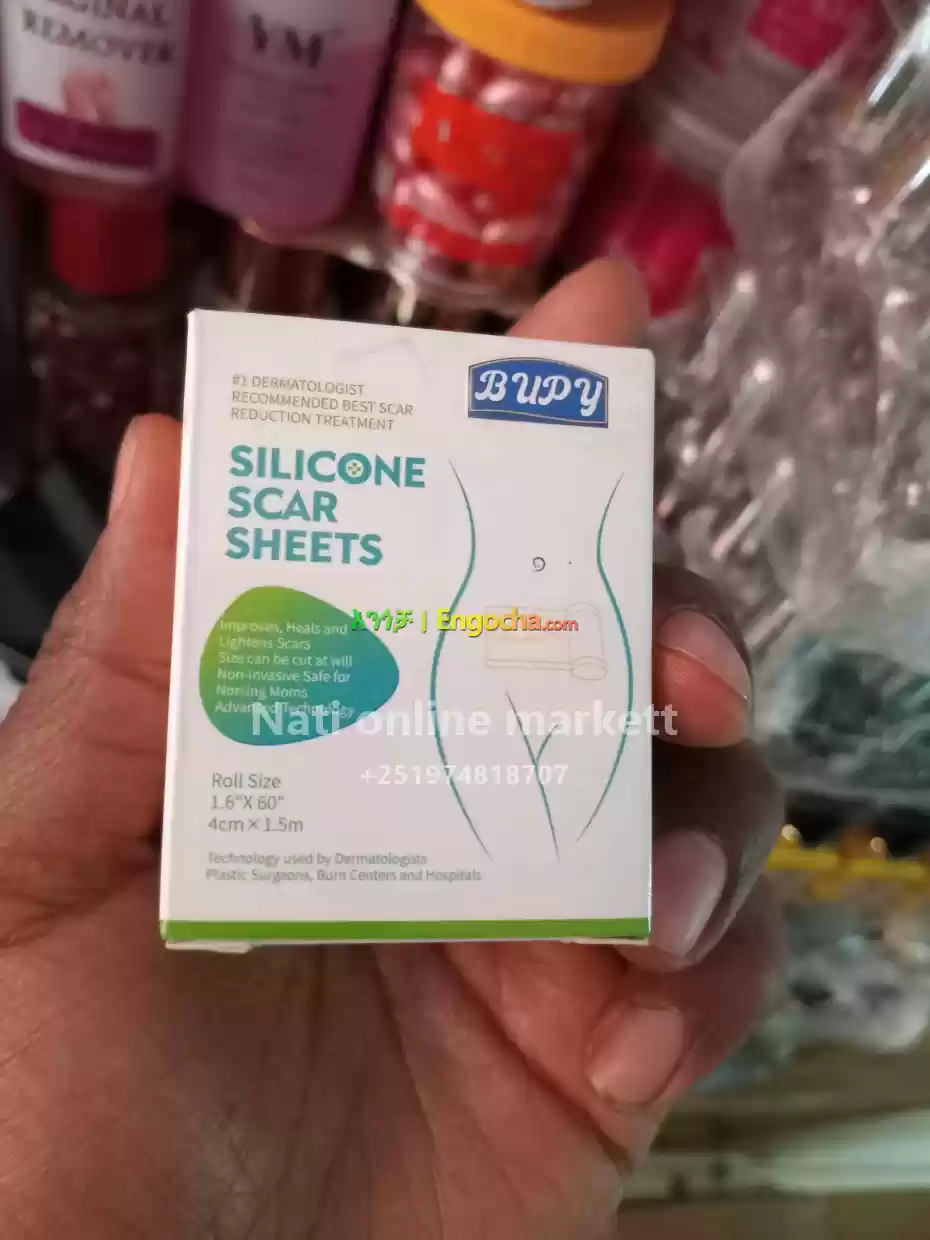 REMOVER
VM
#1 DERMATOLOGIST
RECOMMENDED BEST SCAR
REDUCTION TREATMENT
BUPY
SILICONE
SCAR
SHEETS
Improves, Heals and
Lightens Scars
Size can be cut at will
Non-invasive Safe for
Nursing Moms
Advanced Technology
እንጎቻ | Engocha.com
Nati online markett
+251974818707
Roll Size
1.6"X 60"
4cm×1.5m
Technology used by Dermatologists
Plastic Surgeons, Burn Centers and Hospitals